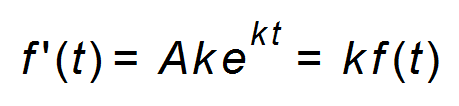 f'(t) = Ake^{kt} = kf(t)